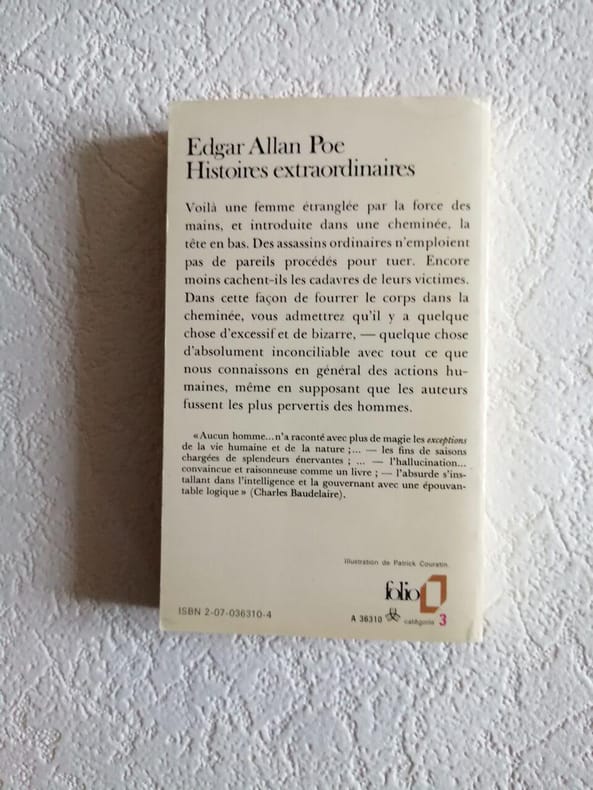 Edgar Allan Poe
Histoires extraordinaires
Voilà une femme étranglée par la force des
mains, et introduite dans une cheminée, la
tête en bas. Des assassins ordinaires n'emploient
pas de pareils procédés pour tuer. Encore
moins cachent-ils les cadavres de leurs victimes.
Dans cette façon de fourrer le corps dans la
cheminée, vous admettrez qu'il y a quelque
chose d'excessif et de bizarre, — quelque chose
d'absolument inconciliable avec tout ce que
nous connaissons en général des actions hu-
maines, même en supposant que les auteurs
fussent les plus pervertis des hommes.
«Aucun homme...n'a raconté avec plus de magie les exceptions
de la vie humaine et de la nature ;... — les fins de saisons
chargées de splendeurs énervantes ; ... — l'hallucination...
convaincue et raisonneuse comme un livre ; — l'absurde s'ins-
tallant dans l'intelligence et la gouvernant avec une épouvan-
table logique» (Charles Baudelaire).
Illustration de Patrick Couratin.
folio
ISBN 2-07-036310-4
A 36310 catégorie 3